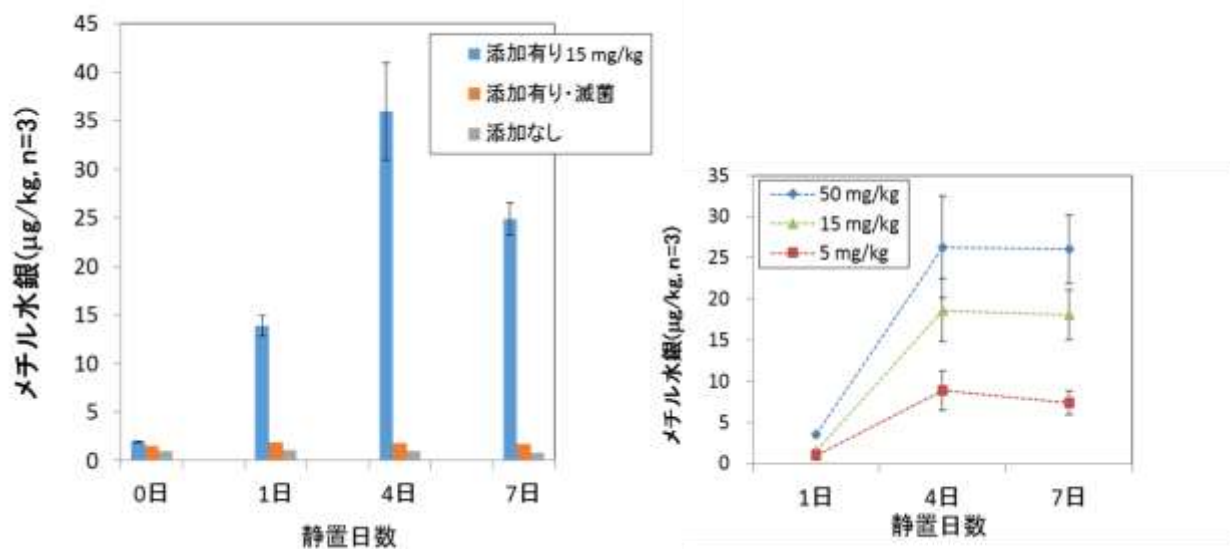 メチル水銀(μg/kg, n=3)
45
40
35
30
25
20
15
10
5
0
添加有り15 mg/kg
添加有り・滅菌
添加なし
0日 1日 4日 7日
静置日数
メチル水銀(μg/kg, n=3)
35
30
25
20
15
10
5
0
50 mg/kg
15 mg/kg
5 mg/kg
1日 4日 7日
静置日数